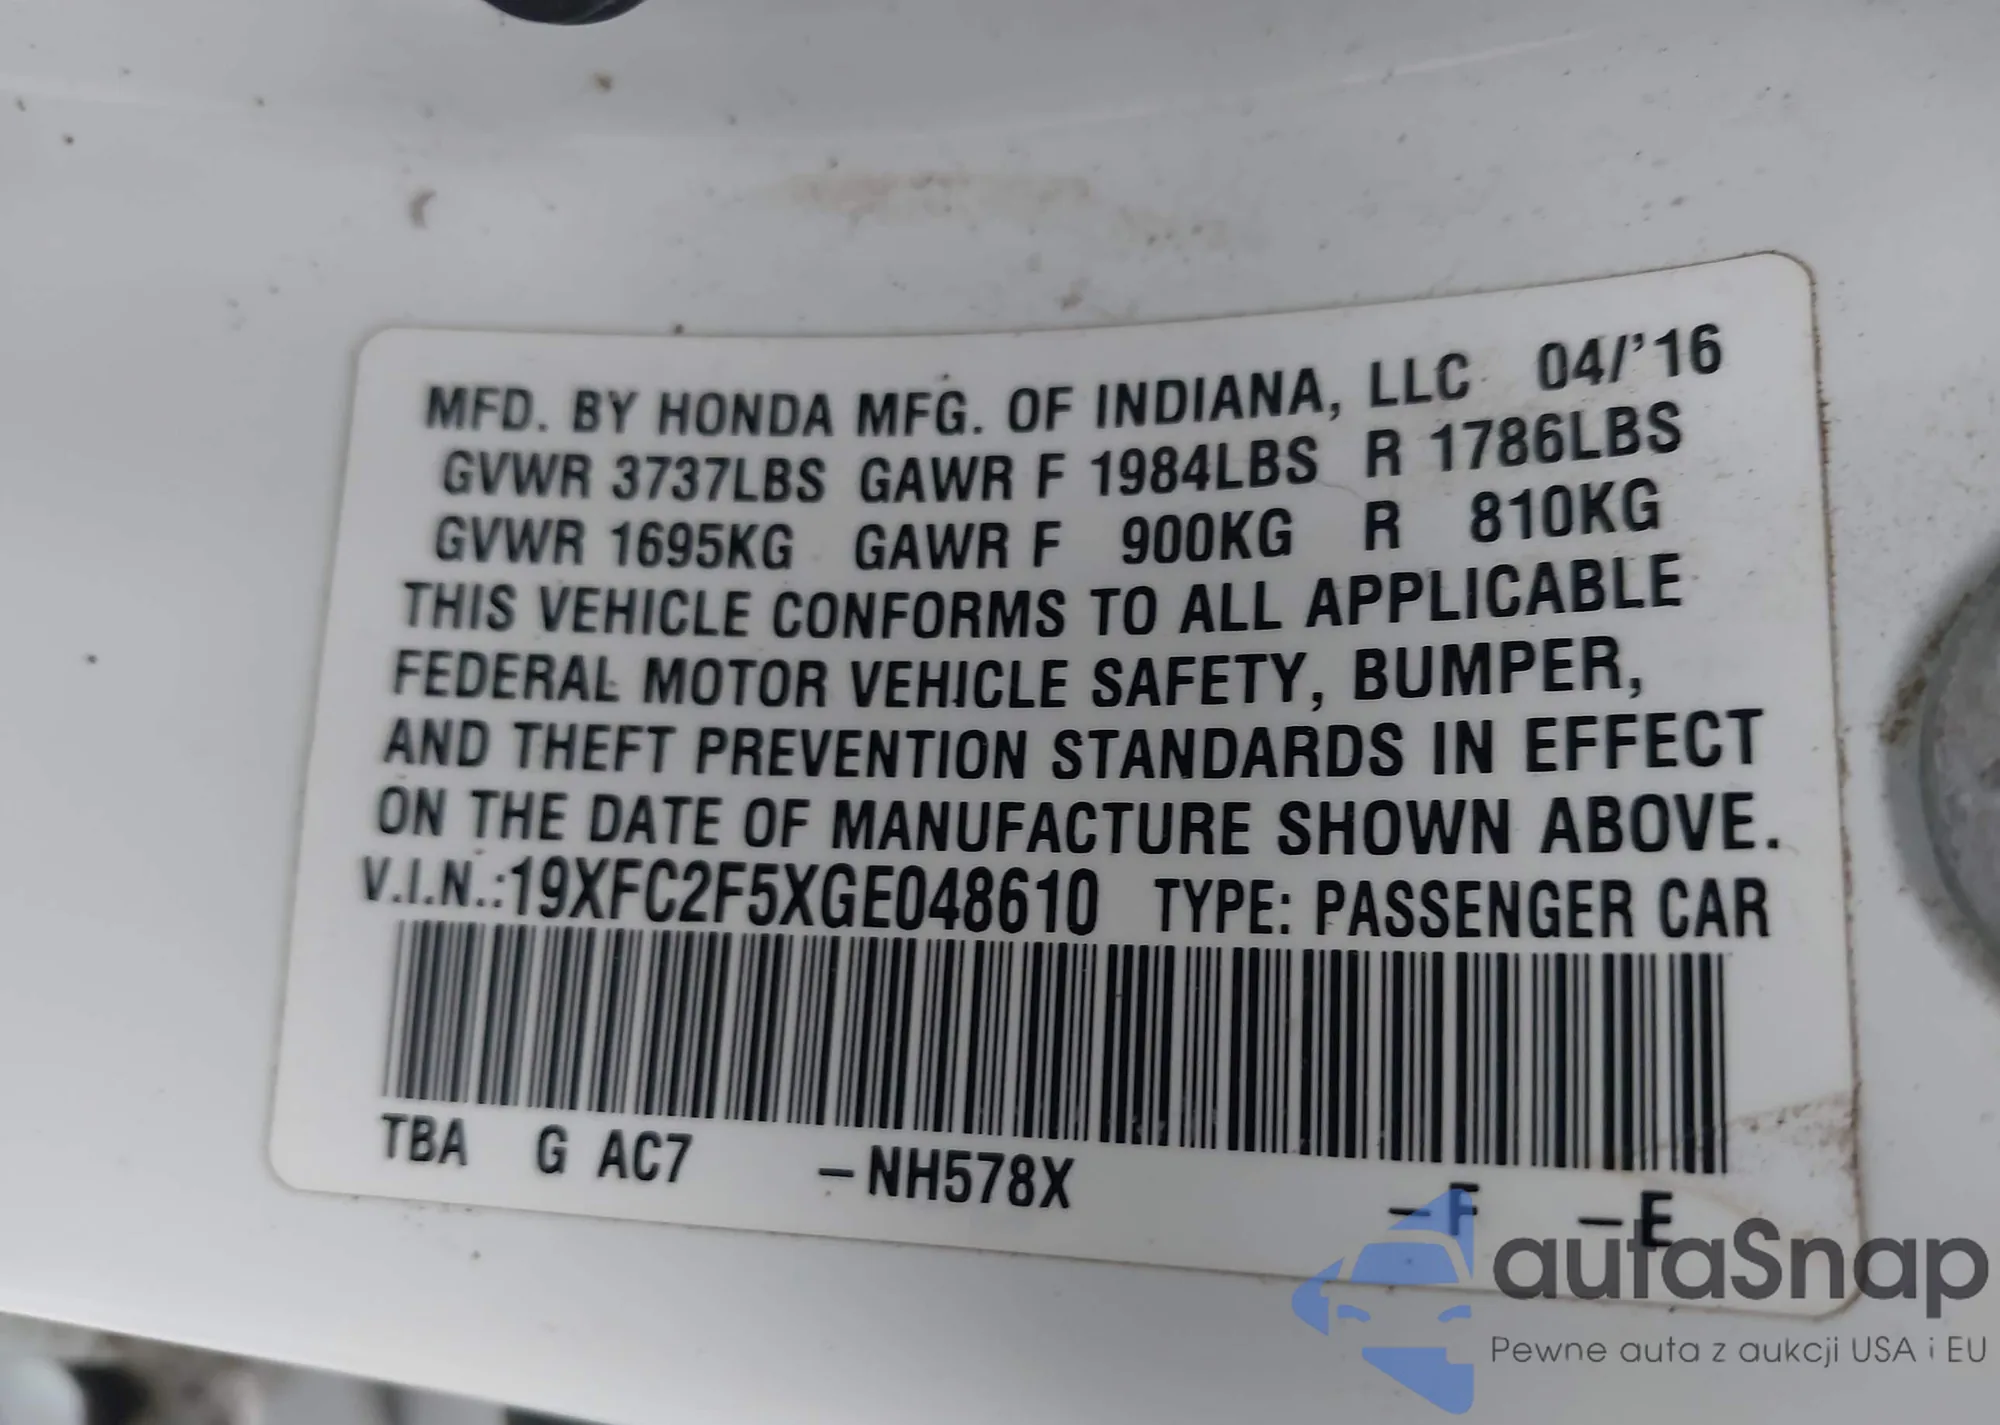 MFD. BY HONDA MFG. OF INDIANA, LLC 04/'16
GVWR 3737LBS GAWR F 1984LBS R 1786LBS
GVWR 1695KG GAWR F 900KG R 810KG
THIS VEHICLE CONFORMS TO ALL APPLICABLE
FEDERAL MOTOR VEHICLE SAFETY, BUMPER,
AND THEFT PREVENTION STANDARDS IN EFFECT
ON THE DATE OF MANUFACTURE SHOWN ABOVE.
V.I.N.:19XFC2F5XGE048610 TYPE: PASSENGER CAR
TBA G AC7 –NH578X –F –E
autaSnap
Pewne auta z aukcji USA i EU